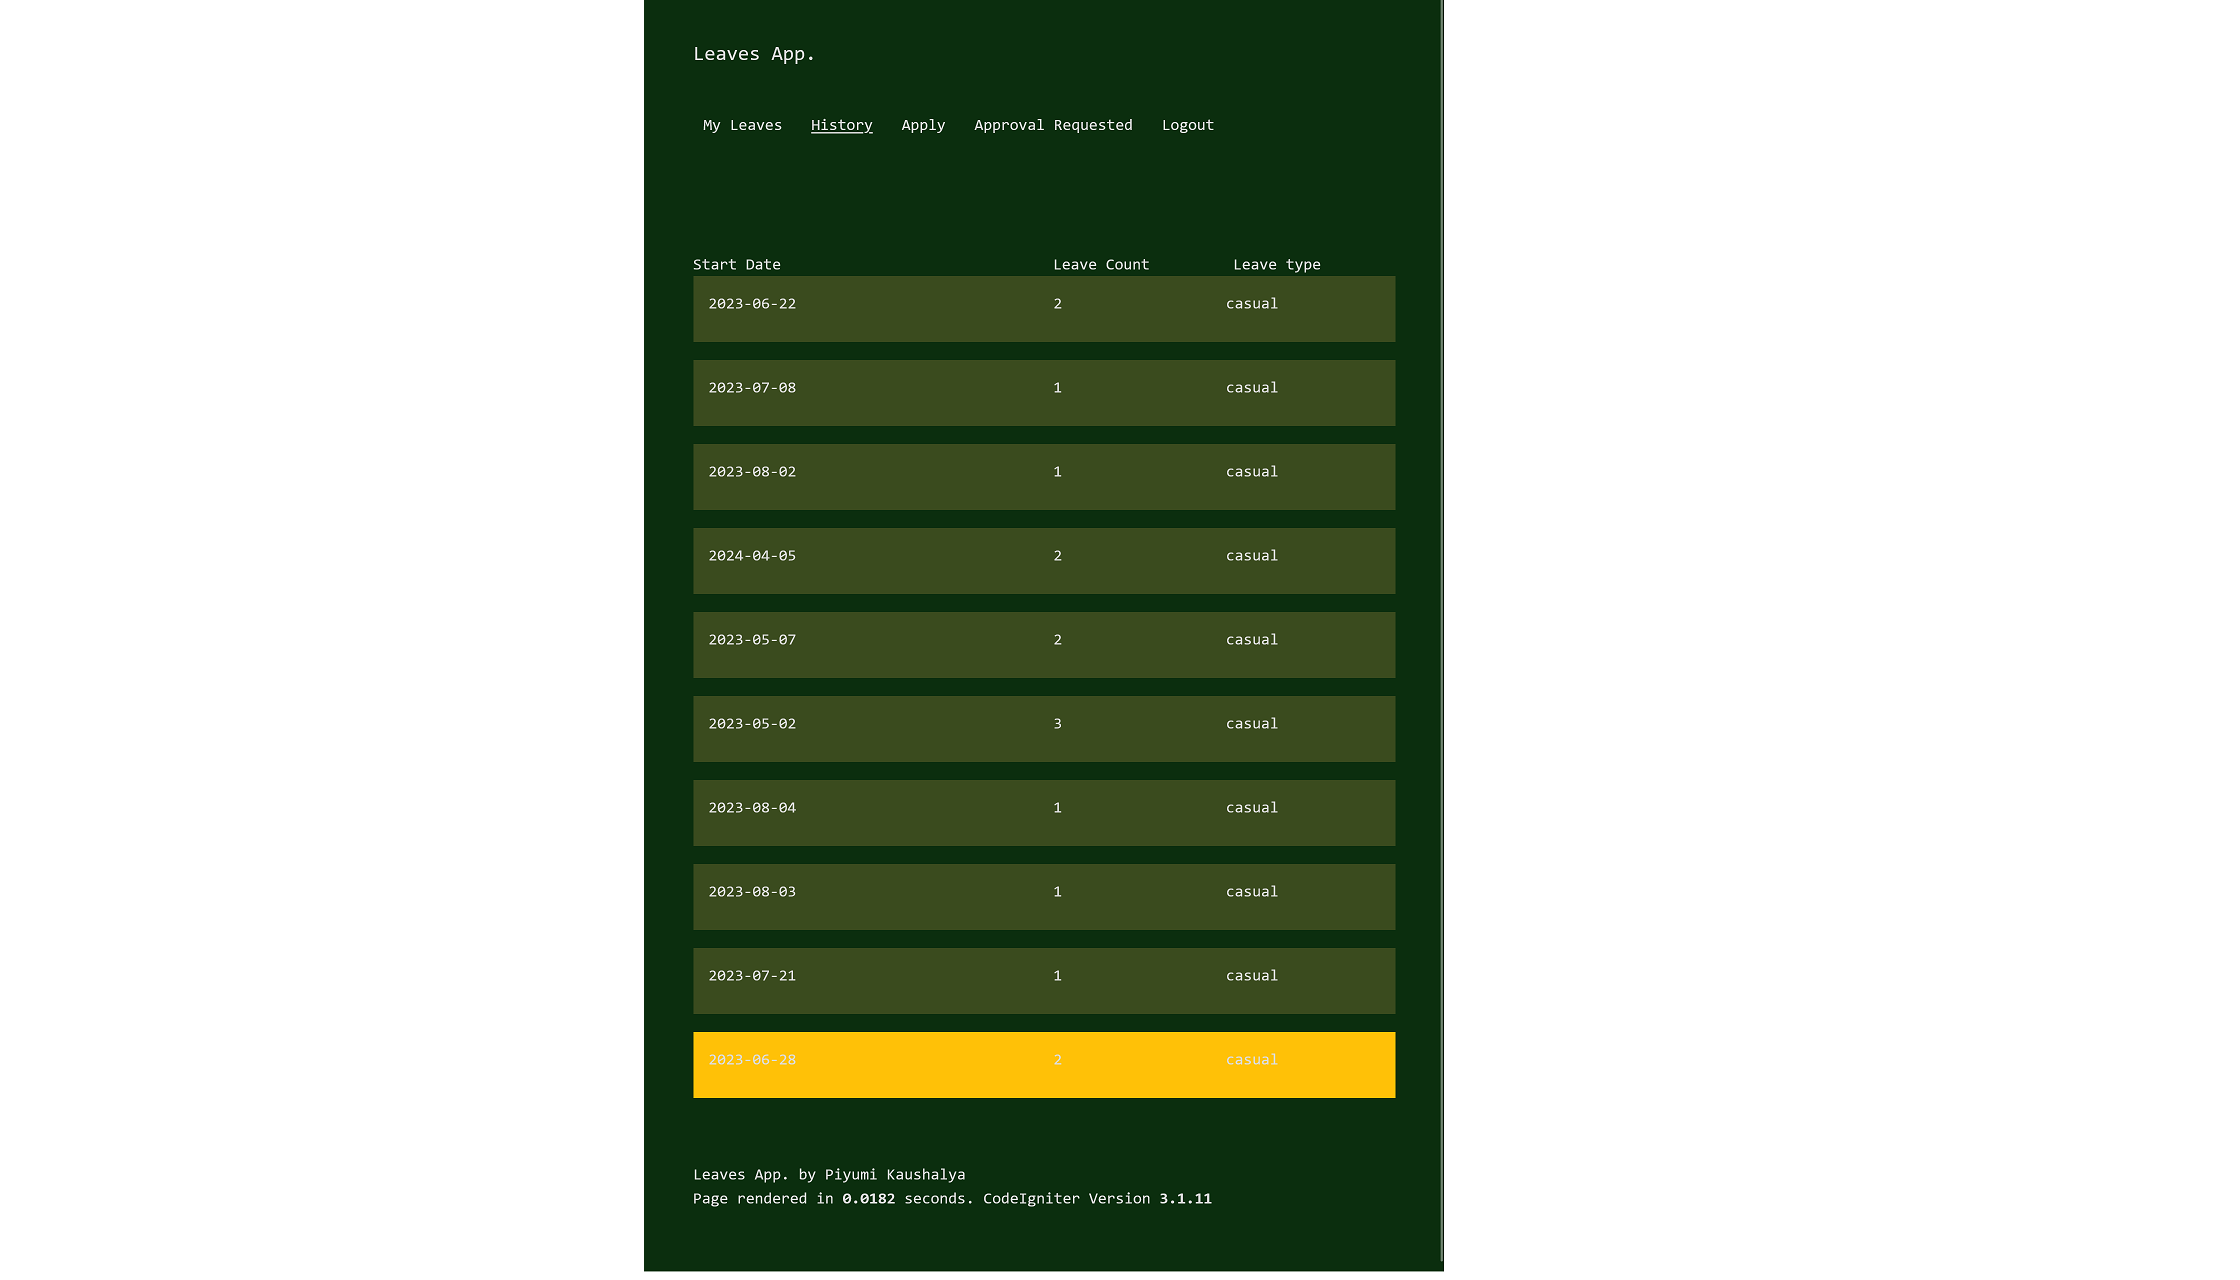 Leaves App.
My Leaves History Apply Approval Requested Logout
Start Date Leave Count Leave type
2023-06-22 2 casual
2023-07-08 1 casual
2023-08-02 1 casual
2024-04-05 2 casual
2023-05-07 2 casual
2023-05-02 3 casual
2023-08-04 1 casual
2023-08-03 1 casual
2023-07-21 1 casual
2023-06-28 2 casual
Leaves App. by Piyumi Kaushalya
Page rendered in 0.0182 seconds. CodeIgniter Version 3.1.11